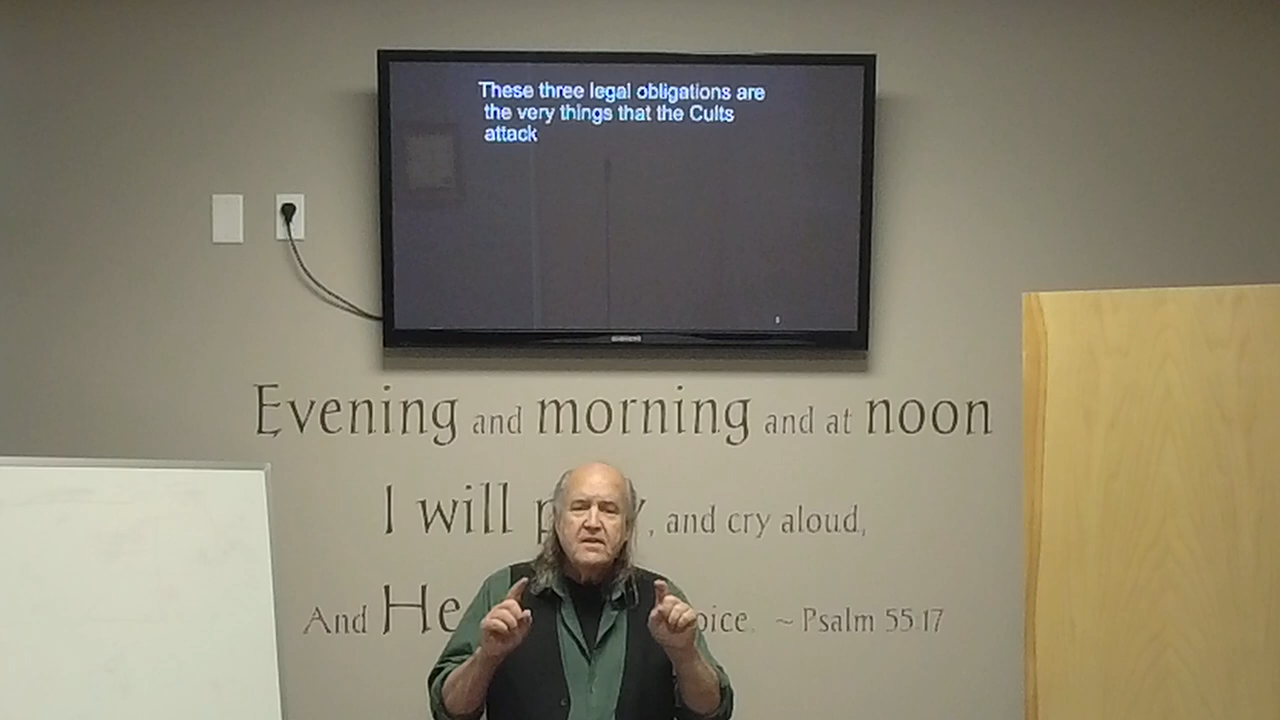 These three legal obligations are
the very things that the Cults
attack
Evening and morning and at noon
I will , and cry aloud,
And He ~ Psalm 55:17